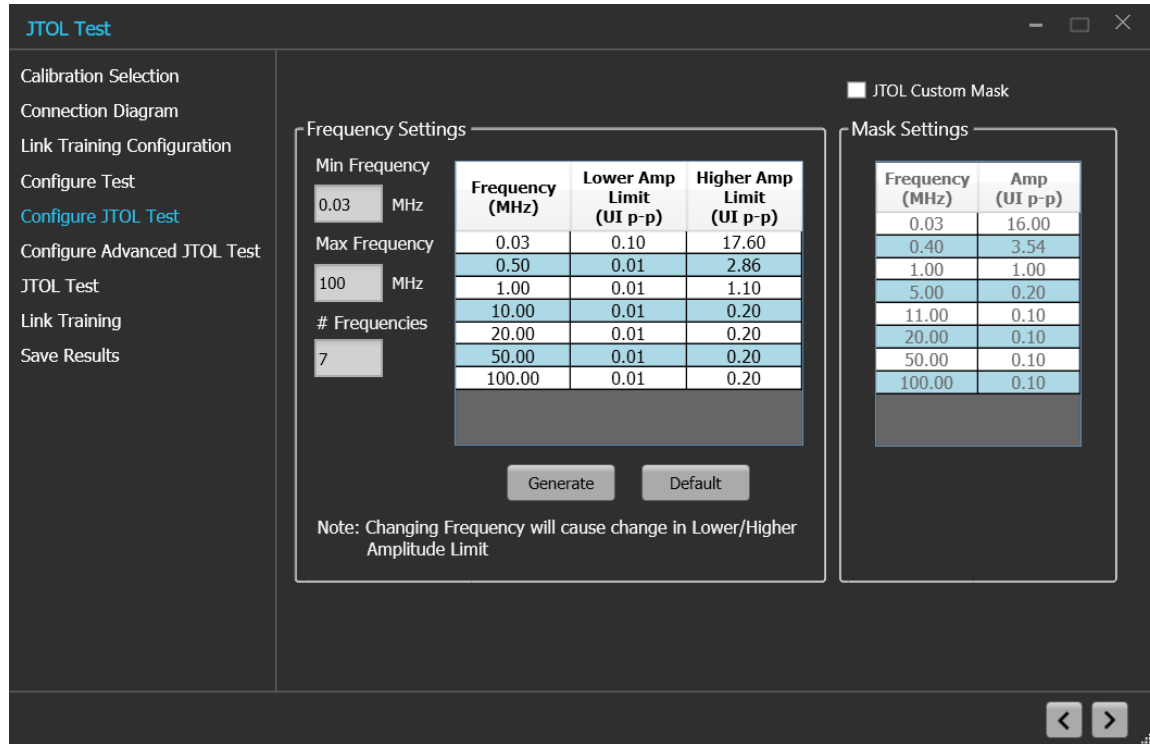 JTOL Test
Calibration Selection
Connection Diagram
Link Training Configuration
Configure Test
Configure JTOL Test
Configure Advanced JTOL Test
JTOL Test
Link Training
Save Results
JTOL Custom Mask
Frequency Settings
Min Frequency
0.03 MHz
Max Frequency
100 MHz
# Frequencies
7
Frequency (MHz) Lower Amp Limit (UI p-p) Higher Amp Limit (UI p-p)
0.03 0.10 17.60
0.50 0.01 2.86
1.00 0.01 1.10
10.00 0.01 0.20
20.00 0.01 0.20
50.00 0.01 0.20
100.00 0.01 0.20
Generate Default
Note: Changing Frequency will cause change in Lower/Higher
Amplitude Limit
Mask Settings
Frequency (MHz) Amp (UI p-p)
0.03 16.00
0.40 3.54
1.00 1.00
5.00 0.20
11.00 0.10
20.00 0.10
50.00 0.10
100.00 0.10